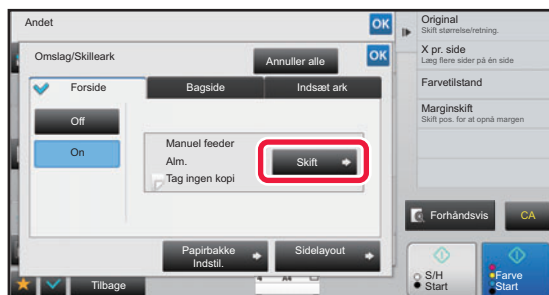 Andet
OK
Omslag/Skilleark
Annuller alle
OK
Forside
Bagside
Indsæt ark
Off
On
Manuel feeder
Alm.
Tag ingen kopi
Skift
Papirbakke
Indstil.
Sidelayout
Tilbage
A4
Original
Skift størrelse/retning.
X pr. side
Læg flere sider på én side
Farvetilstand
Marginskift
Skift pos. for at opnå margen
Forhåndsvis
CA
S/H
Start
Farve
Start